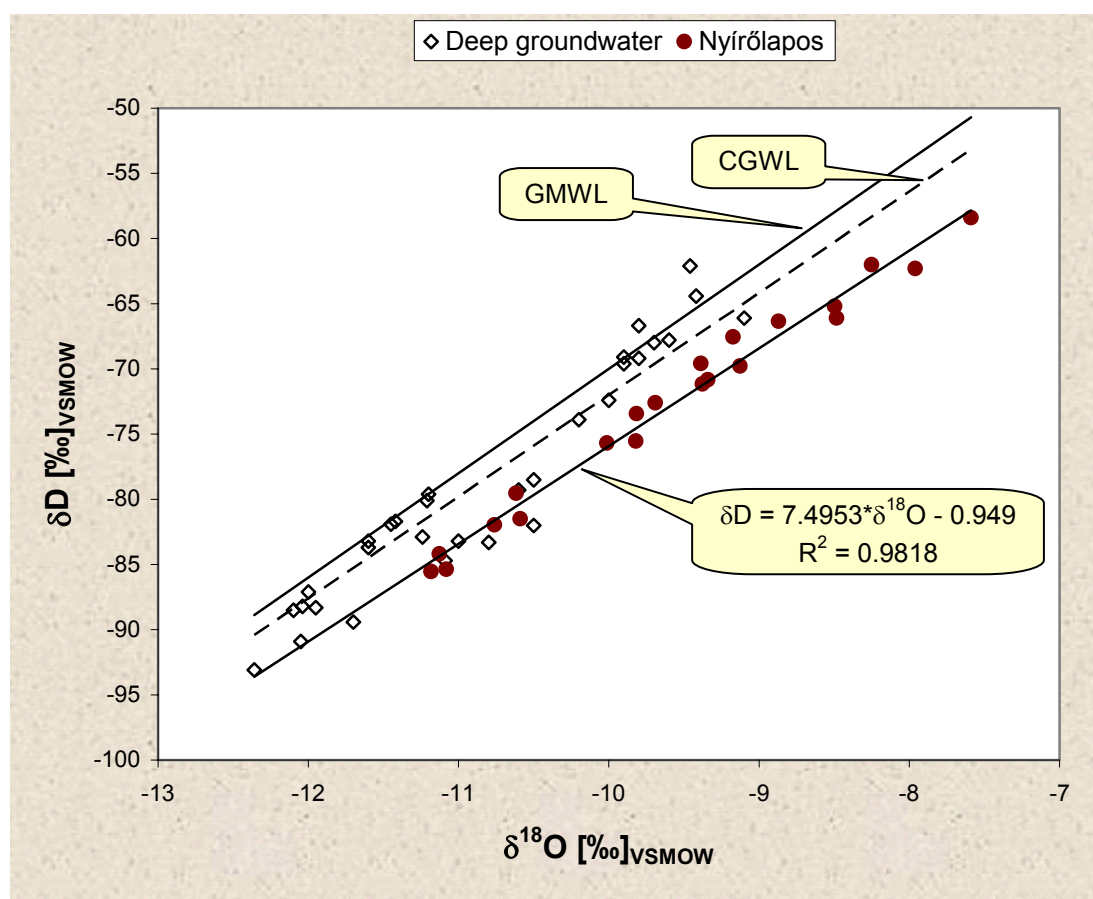 Deep groundwater Nyírőlapos
-50
-55
-60
-65
-70
-75
-80
-85
-90
-95
-100
δD [‰]VSMOW
CGWL
GMWL
δD = 7.4953*δ18O - 0.949
R2 = 0.9818
-13 -12 -11 -10 -9 -8 -7
δ18O [‰]VSMOW